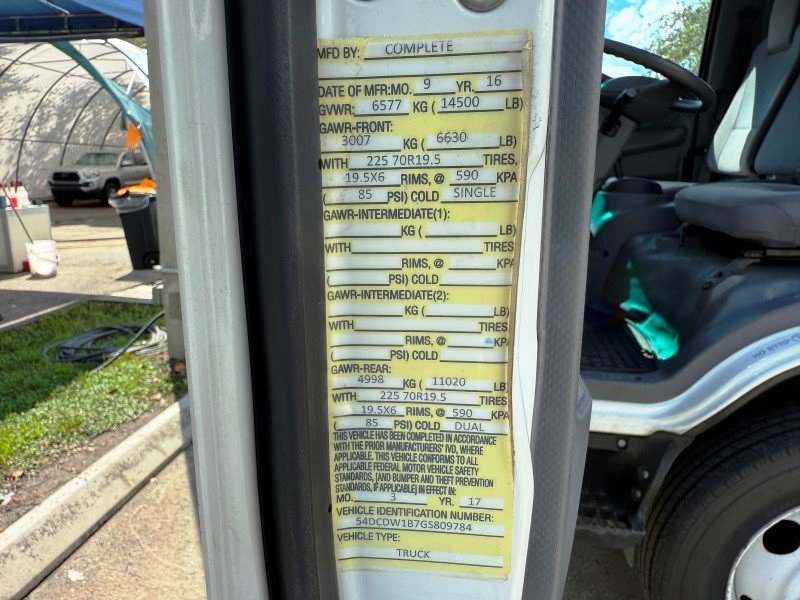 MFD BY: COMPLETE
DATE OF MFR:MO. 9 YR. 16
GVWR: 6577 KG ( 14500 LB)
GAWR-FRONT:
3007 KG ( 6630 LB)
WITH 225 70R19.5 TIRES,
19.5X6 RIMS, @ 590 KPA
( 85 PSI) COLD SINGLE
GAWR-INTERMEDIATE(1):
KG ( LB)
WITH TIRES,
RIMS, @ KPA
( PSI) COLD
GAWR-INTERMEDIATE(2):
KG ( LB)
WITH TIRES,
RIMS, @ KPA
( PSI) COLD
GAWR-REAR:
4998 KG ( 11020 LB)
WITH 225 70R19.5 TIRES
19.5X6 RIMS, @ 590 KPA
( 85 PSI) COLD DUAL
THIS VEHICLE HAS BEEN COMPLETED IN ACCORDANCE
WITH THE PRIOR MANUFACTURERS' IVD, WHERE
APPLICABLE. THIS VEHICLE CONFORMS TO ALL
APPLICABLE FEDERAL MOTOR VEHICLE SAFETY
STANDARDS, [AND BUMPER AND THEFT PREVENTION
STANDARDS, IF APPLICABLE] IN EFFECT IN:
MO. 3 YR. 17
VEHICLE IDENTIFICATION NUMBER:
54DCDW1B7GS809784
VEHICLE TYPE:
TRUCK